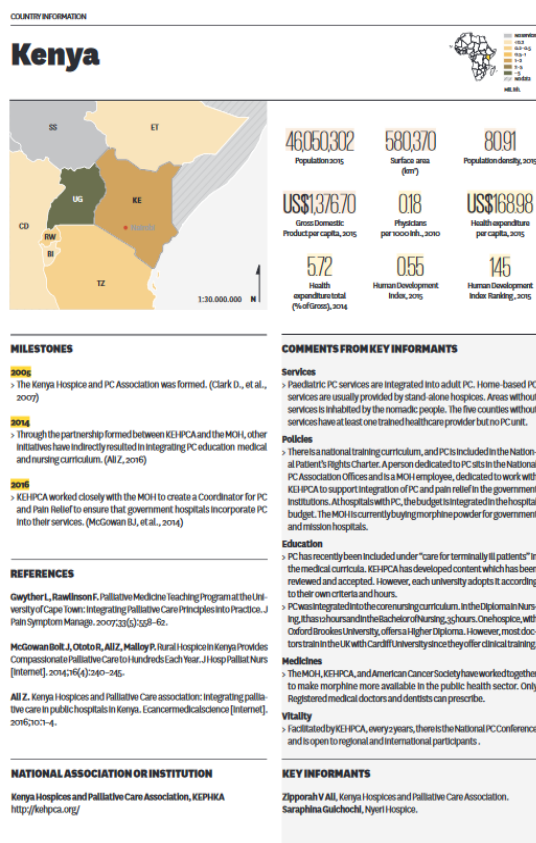 COUNTRY INFORMATION
Kenya
SS
ET
UG
KE
Nairobi
CD
RW
BI
TZ
1:30.000.000 N
46,050,302
Population 2015
580,370
Surface area
(km²)
80.91
Population density, 2015
US$1,376.70
Gross Domestic
Product per capita, 2015
0.18
Physicians
per 1000 inh., 2010
US$168.98
Health expenditure
per capita, 2015
5.72
Health
expenditure total
(% of Gross), 2014
0.55
Human Development
Index, 2015
145
Human Development
Index Ranking, 2015
MILESTONES
2005
> The Kenya Hospice and PC Association was formed. (Clark D., et al.,
2007)
2014
> Through the partnership formed between KEHPCA and the MOH, other
initiatives have indirectly resulted in integrating PC education medical
and nursing curriculum. (Ali Z, 2016)
2016
> KEHPCA worked closely with the MOH to create a Coordinator for PC
and Pain Relief to ensure that government hospitals incorporate PC
into their services. (McGowan BJ, et al., 2014)
REFERENCES
Gwyther L, Rawlinson F. Palliative Medicine Teaching Program at the Uni-
versity of Cape Town: Integrating Palliative Care Principles into Practice. J
Pain Symptom Manage. 2007;33(5):558-62.
McGowan Boit J, Ototo R, Ali Z, Malloy P. Rural Hospice in Kenya Provides
Compassionate Palliative Care to Hundreds Each Year. J Hosp Palliat Nurs
[Internet]. 2014;16(4):240-245.
Ali Z. Kenya Hospices and Palliative Care association: integrating pallia-
tive care in public hospitals in Kenya. Ecancermedicalscience [Internet].
2016;10:1-4.
NATIONAL ASSOCIATION OR INSTITUTION
Kenya Hospices and Palliative Care Association, KEPHKA
http://kehpca.org/
COMMENTS FROM KEY INFORMANTS
Services
> Paediatric PC services are integrated into adult PC. Home-based PC
services are usually provided by stand-alone hospices. Areas without
services is inhabited by the nomadic people. The five counties without
services have at least one trained healthcare provider but no PC unit.
Policies
> There is a national training curriculum, and PC is included in the Nation-
al Patient's Rights Charter. A person dedicated to PC sits in the National
PC Association Offices and is a MOH employee, dedicated to work with
KEHPCA to support integration of PC and pain relief in the government
institutions. At hospitals with PC, the budget is integrated in the hospital
budget. The MOH is currently buying morphine powder for government
and mission hospitals.
Education
> PC has recently been included under "care for terminally ill patients" in
the medical curricula. KEHPCA has developed content which has been
reviewed and accepted. However, each university adopts it according
to their own criteria and hours.
> PC was integrated into the core nursing curriculum. In the Diploma in Nurs-
ing, it has 12 hours and in the Bachelor of Nursing, 35 hours. One hospice, with
Oxford Brookes University, offers a Higher Diploma. However, most doc-
tors train in the UK with Cardiff University since they offer clinical training.
Medicines
> The MOH, KEHPCA, and American Cancer Society have worked together
to make morphine more available in the public health sector. Only
Registered medical doctors and dentists can prescribe.
Vitality
> Facilitated by KEHPCA, every 2 years, there is the National PC Conference
and is open to regional and international participants .
KEY INFORMANTS
Zipporah V Ali, Kenya Hospices and Palliative Care Association.
Saraphina Guichochi, Nyeri Hospice.